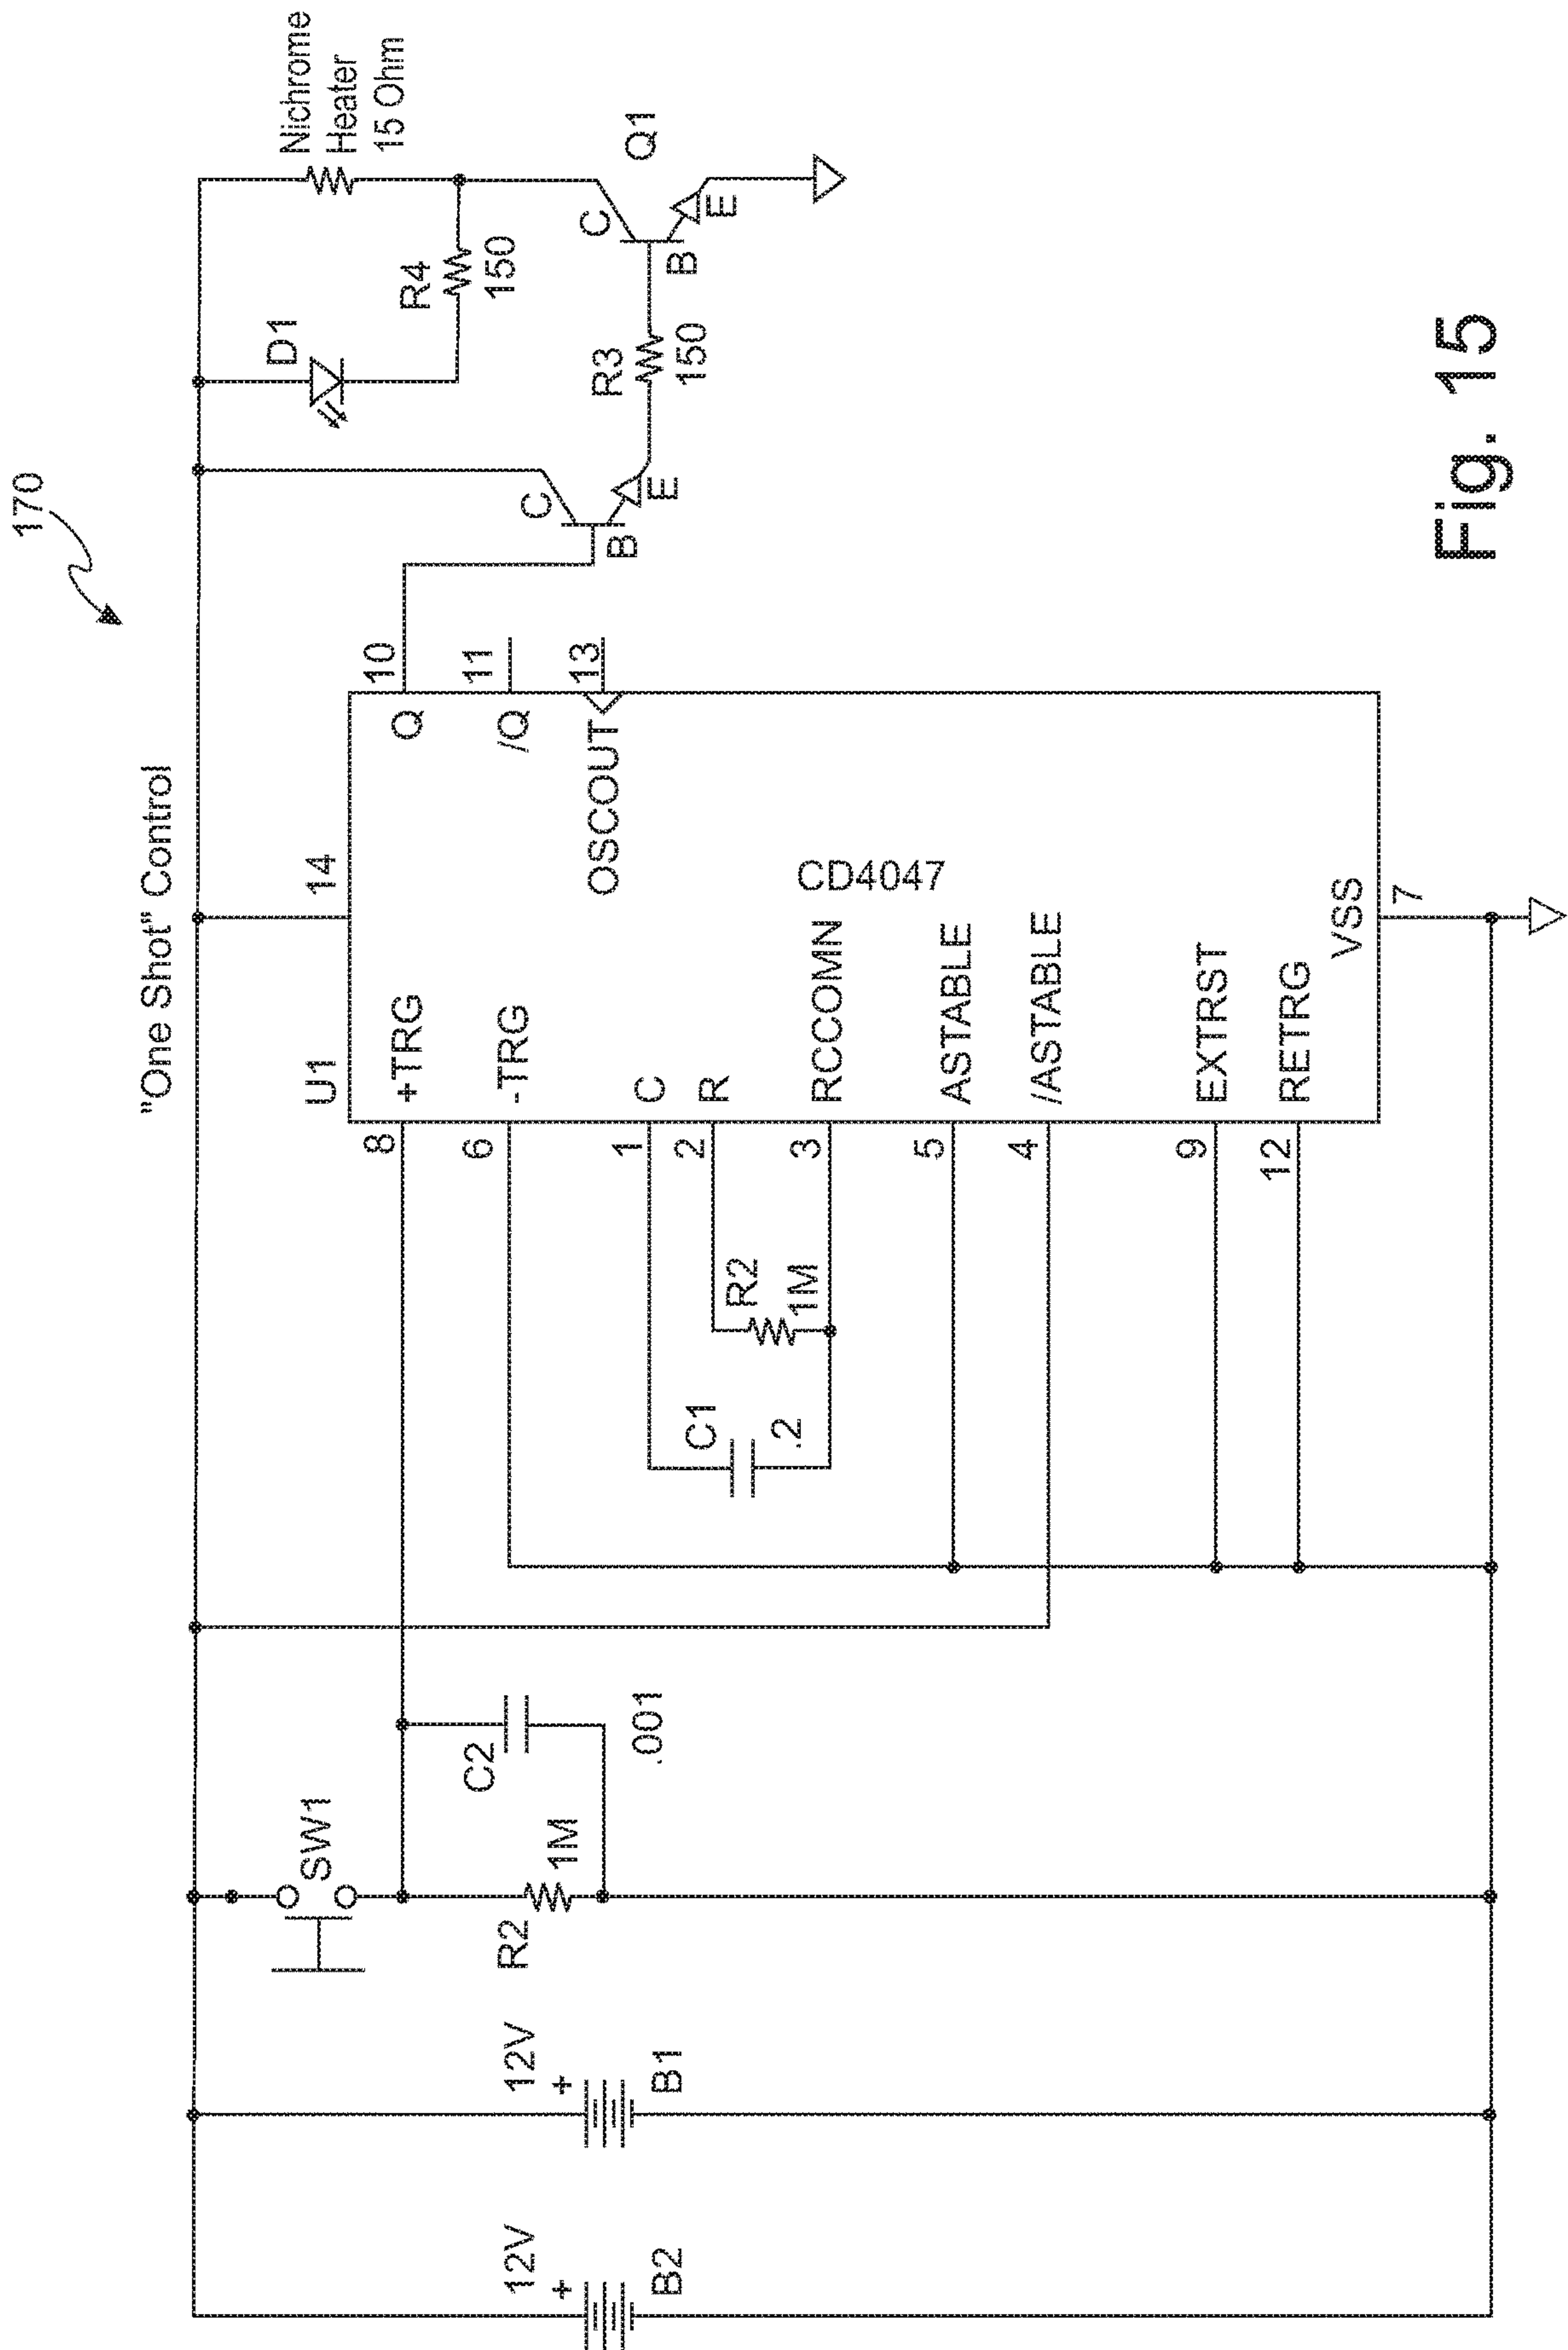 170
"One Shot" Control
12V
+
B2
12V
+
B1
SW1
R2
1M
C2
.001
U1
14
8
+TRG
6
-TRG
1
C
2
R
3
RCCOMN
5
ASTABLE
4
/ASTABLE
9
EXTRST
12
RETRG
C1
.2
R2
1M
CD4047
VSS
7
Q
10
/Q
11
OSCOUT
13
C
B
E
R3
150
D1
R4
150
Nichrome
Heater
15 Ohm
C
B
E
Q1
Fig. 15